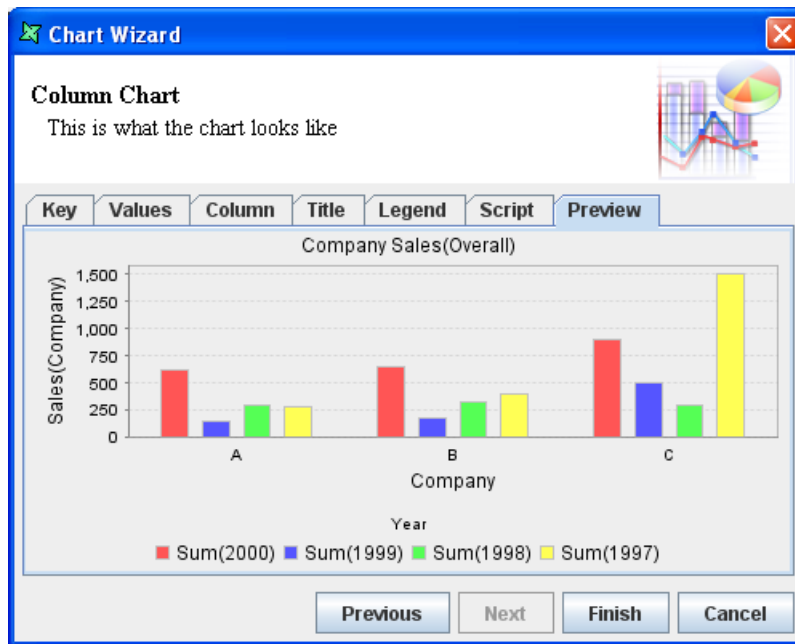 Chart Wizard
Column Chart
This is what the chart looks like
Key Values Column Title Legend Script Preview
Company Sales(Overall)
Sales(Company)
1,500
1,250
1,000
750
500
250
0
A B C
Company
Year
Sum(2000) Sum(1999) Sum(1998) Sum(1997)
Previous Next Finish Cancel